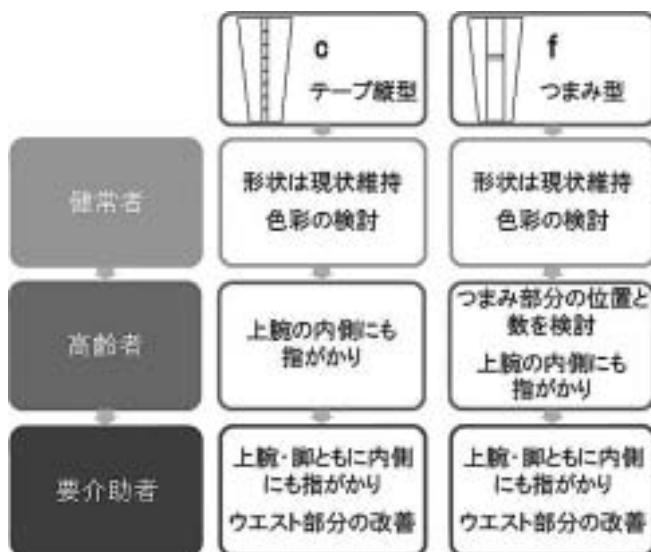 c
テープ縦型
f
つまみ型
健常者
形状は現状維持
色彩の検討
形状は現状維持
色彩の検討
高齢者
上腕の内側にも
指がかり
つまみ部分の位置と
数を検討
上腕の内側にも
指がかり
要介助者
上腕・脚ともに内側
にも指がかり
ウエスト部分の改善
上腕・脚ともに内側
にも指がかり
ウエスト部分の改善